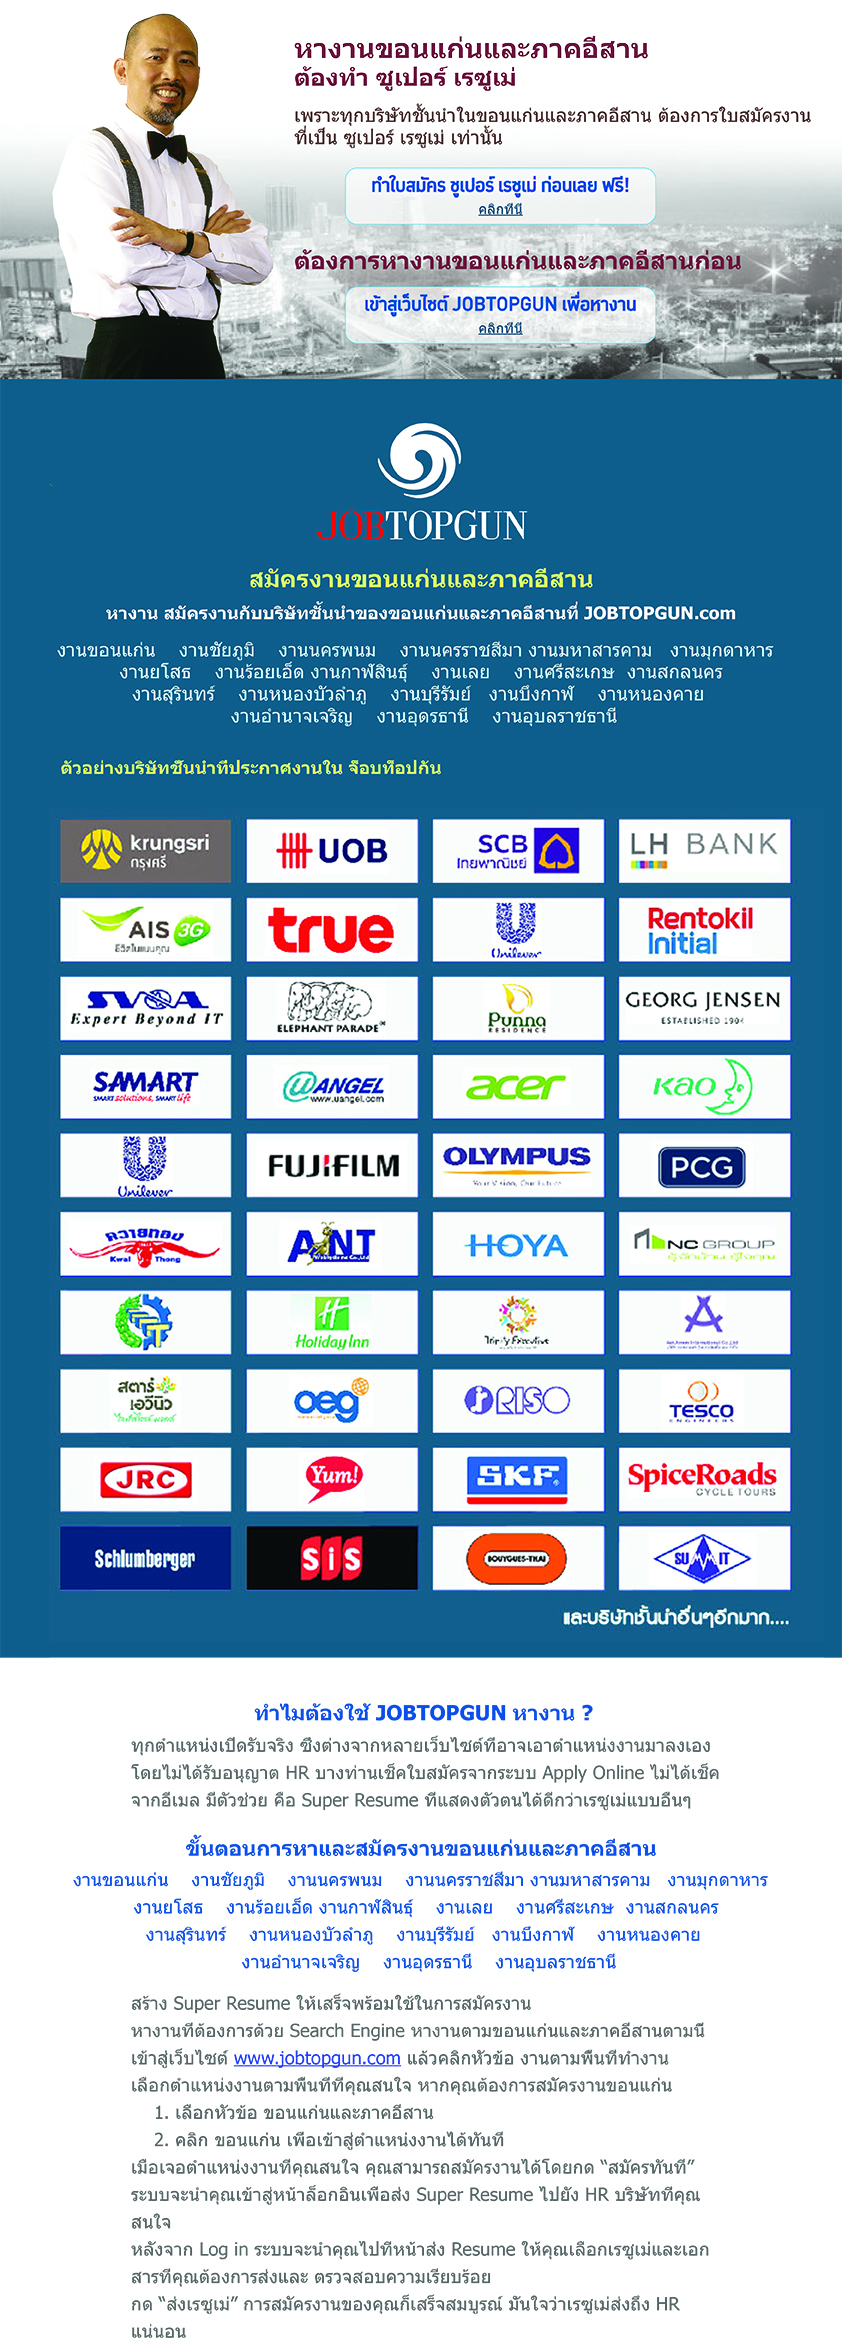 หางานขอนแก่นและภาคอีสาน
ต้องทำ ซูเปอร์ เรซูเม่
เพราะทุกบริษัทชั้นนำในขอนแก่นและภาคอีสาน ต้องการใบสมัครงาน
ที่เป็น ซูเปอร์ เรซูเม่ เท่านั้น
ทำใบสมัคร ซูเปอร์ เรซูเม่ ก่อนเลย ฟรี!
คลิกที่นี่
ต้องการหางานขอนแก่นและภาคอีสานก่อน
เข้าสู่เว็บไซต์ JOBTOPGUN เพื่อหางาน
คลิกที่นี่
JOBTOPGUN
สมัครงานขอนแก่นและภาคอีสาน
หางาน สมัครงานกับบริษัทชั้นนำของขอนแก่นและภาคอีสานที่ JOBTOPGUN.com
งานขอนแก่น งานชัยภูมิ งานนครพนม งานนครราชสีมา งานมหาสารคาม งานมุกดาหาร
งานยโสธ งานร้อยเอ็ด งานกาฬสินธุ์ งานเลย งานศรีสะเกษ งานสกลนคร
งานสุรินทร์ งานหนองบัวลำภู งานบุรีรัมย์ งานบึงกาฬ งานหนองคาย
งานอำนาจเจริญ งานอุดรธานี งานอุบลราชธานี
ตัวอย่างบริษัทชั้นนำที่ประกาศงานใน จ๊อบท็อปกัน
krungsri กรุงศรี
UOB
SCB ไทยพาณิชย์
LH BANK
AIS 3G ชีวิตในแบบคุณ
true
Unilever
Rentokil Initial
SVOA Expert Beyond IT
ELEPHANT PARADE
Punna RESIDENCE
GEORG JENSEN ESTABLISHED 1904
SAMART SMART solutions, SMART life
UANGEL www.uangel.com
acer
Kao
Unilever
FUJIFILM
OLYMPUS Your Vision, Our Future
PCG
ควายทอง Kwai Thong
ANT
HOYA
NC GROUP
Holiday Inn
Trinity Executive
สตาร์ เอวีนิว
oeg
RISO
TESCO ENGINEERS
JRC
Yum!
SKF
SpiceRoads CYCLE TOURS
Schlumberger
SiS
BOUYGUES-THAI
SUMMIT
และบริษัทชั้นนำอื่นๆอีกมาก....
ทำไมต้องใช้ JOBTOPGUN หางาน ?
ทุกตำแหน่งเปิดรับจริง ซึ่งต่างจากหลายเว็บไซต์ที่อาจเอาตำแหน่งงานมาลงเอง
โดยไม่ได้รับอนุญาต HR บางท่านเช็คใบสมัครจากระบบ Apply Online ไม่ได้เช็ค
จากอีเมล มีตัวช่วย คือ Super Resume ที่แสดงตัวตนได้ดีกว่าเรซูเม่แบบอื่นๆ
ขั้นตอนการหาและสมัครงานขอนแก่นและภาคอีสาน
งานขอนแก่น งานชัยภูมิ งานนครพนม งานนครราชสีมา งานมหาสารคาม งานมุกดาหาร
งานยโสธ งานร้อยเอ็ด งานกาฬสินธุ์ งานเลย งานศรีสะเกษ งานสกลนคร
งานสุรินทร์ งานหนองบัวลำภู งานบุรีรัมย์ งานบึงกาฬ งานหนองคาย
งานอำนาจเจริญ งานอุดรธานี งานอุบลราชธานี
สร้าง Super Resume ให้เสร็จพร้อมใช้ในการสมัครงาน
หางานที่ต้องการด้วย Search Engine หางานตามขอนแก่นและภาคอีสานตามนี้
เข้าสู่เว็บไซต์ www.jobtopgun.com แล้วคลิกหัวข้อ งานตามพื้นที่ทำงาน
เลือกตำแหน่งงานตามพื้นที่ที่คุณสนใจ หากคุณต้องการสมัครงานขอนแก่น
1. เลือกหัวข้อ ขอนแก่นและภาคอีสาน
2. คลิก ขอนแก่น เพื่อเข้าสู่ตำแหน่งงานได้ทันที
เมื่อเจอตำแหน่งงานที่คุณสนใจ คุณสามารถสมัครงานได้โดยกด “สมัครทันที”
ระบบจะนำคุณเข้าสู่หน้าล็อกอินเพื่อส่ง Super Resume ไปยัง HR บริษัทที่คุณ
สนใจ
หลังจาก Log in ระบบจะนำคุณไปที่หน้าส่ง Resume ให้คุณเลือกเรซูเม่และเอก
สารที่คุณต้องการส่งและ ตรวจสอบความเรียบร้อย
กด “ส่งเรซูเม่” การสมัครงานของคุณก็เสร็จสมบูรณ์ มั่นใจว่าเรซูเม่ส่งถึง HR
แน่นอน